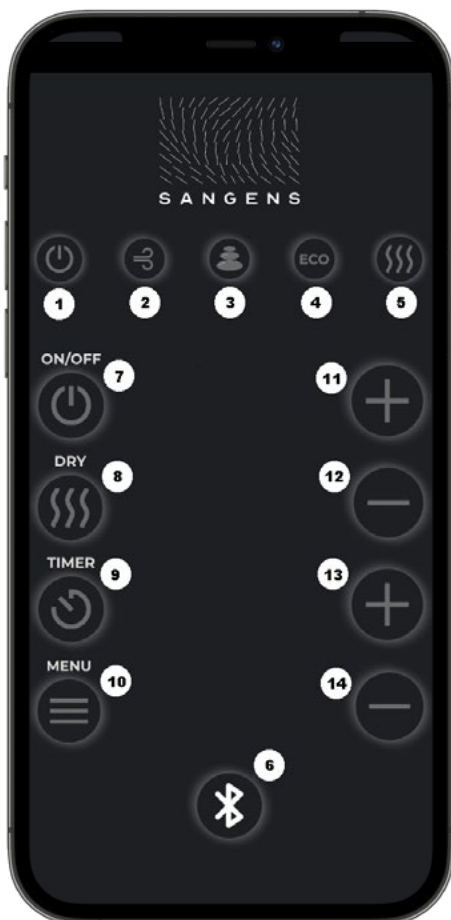 SANGENS
ECO
1 2 3 4 5
ON/OFF
7 11
DRY
8 12
TIMER
9 13
MENU
10 14
6